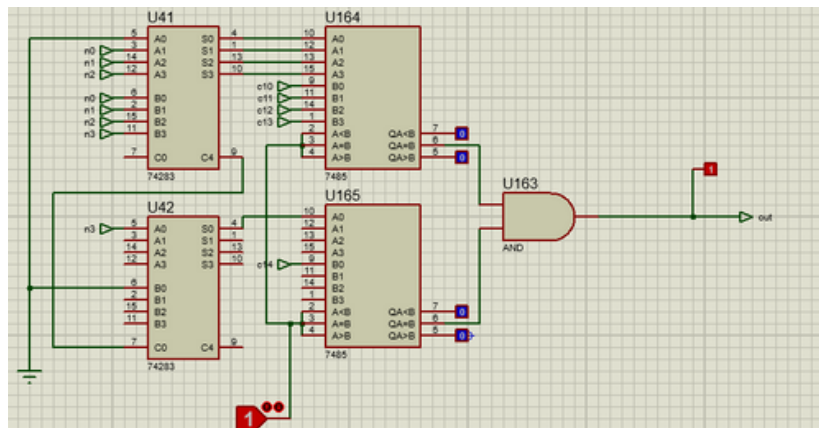 U41
5 A0 S0 4
n0 3 A1 S1 1
n1 14 A2 S2 13
n2 12 A3 S3 10
n0 6 B0
n1 2 B1
n2 15 B2
n3 11 B3
7 C0 C4 9
74283
U164
10 A0
12 A1
13 A2
15 A3
c10 9 B0
c11 11 B1
c12 14 B2
c13 1 B3
2 A<B QA<B 7 0
3 A=B QA=B 6
4 A>B QA>B 5 0
7485
U42
n3 5 A0 S0 4
3 A1 S1 1
14 A2 S2 13
12 A3 S3 10
6 B0
2 B1
15 B2
11 B3
7 C0 C4 9
74283
U165
10 A0
12 A1
13 A2
15 A3
c14 9 B0
11 B1
14 B2
1 B3
2 A<B QA<B 7 0
3 A=B QA=B 6
4 A>B QA>B 5 0
7485
1
U163
AND
1
out